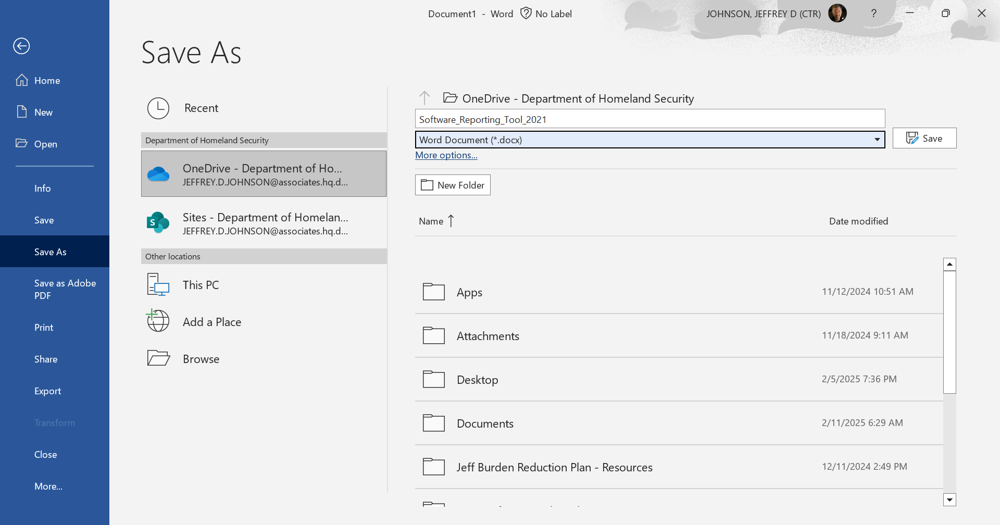 Document1 - Word No Label
JOHNSON, JEFFREY D (CTR)
?
Home
New
Open
Info
Save
Save As
Save as Adobe
PDF
Print
Share
Export
Transform
Close
More...
Save As
Recent
Department of Homeland Security
OneDrive - Department of Ho...
JEFFREY.D.JOHNSON@associates.hq.d...
Sites - Department of Homelan...
JEFFREY.D.JOHNSON@associates.hq.d...
Other locations
This PC
Add a Place
Browse
OneDrive - Department of Homeland Security
Software_Reporting_Tool_2021
Word Document (*.docx)
Save
More options...
New Folder
Name Date modified
Apps 11/12/2024 10:51 AM
Attachments 11/18/2024 9:11 AM
Desktop 2/5/2025 7:36 PM
Documents 2/11/2025 6:29 AM
Jeff Burden Reduction Plan - Resources 12/11/2024 2:49 PM